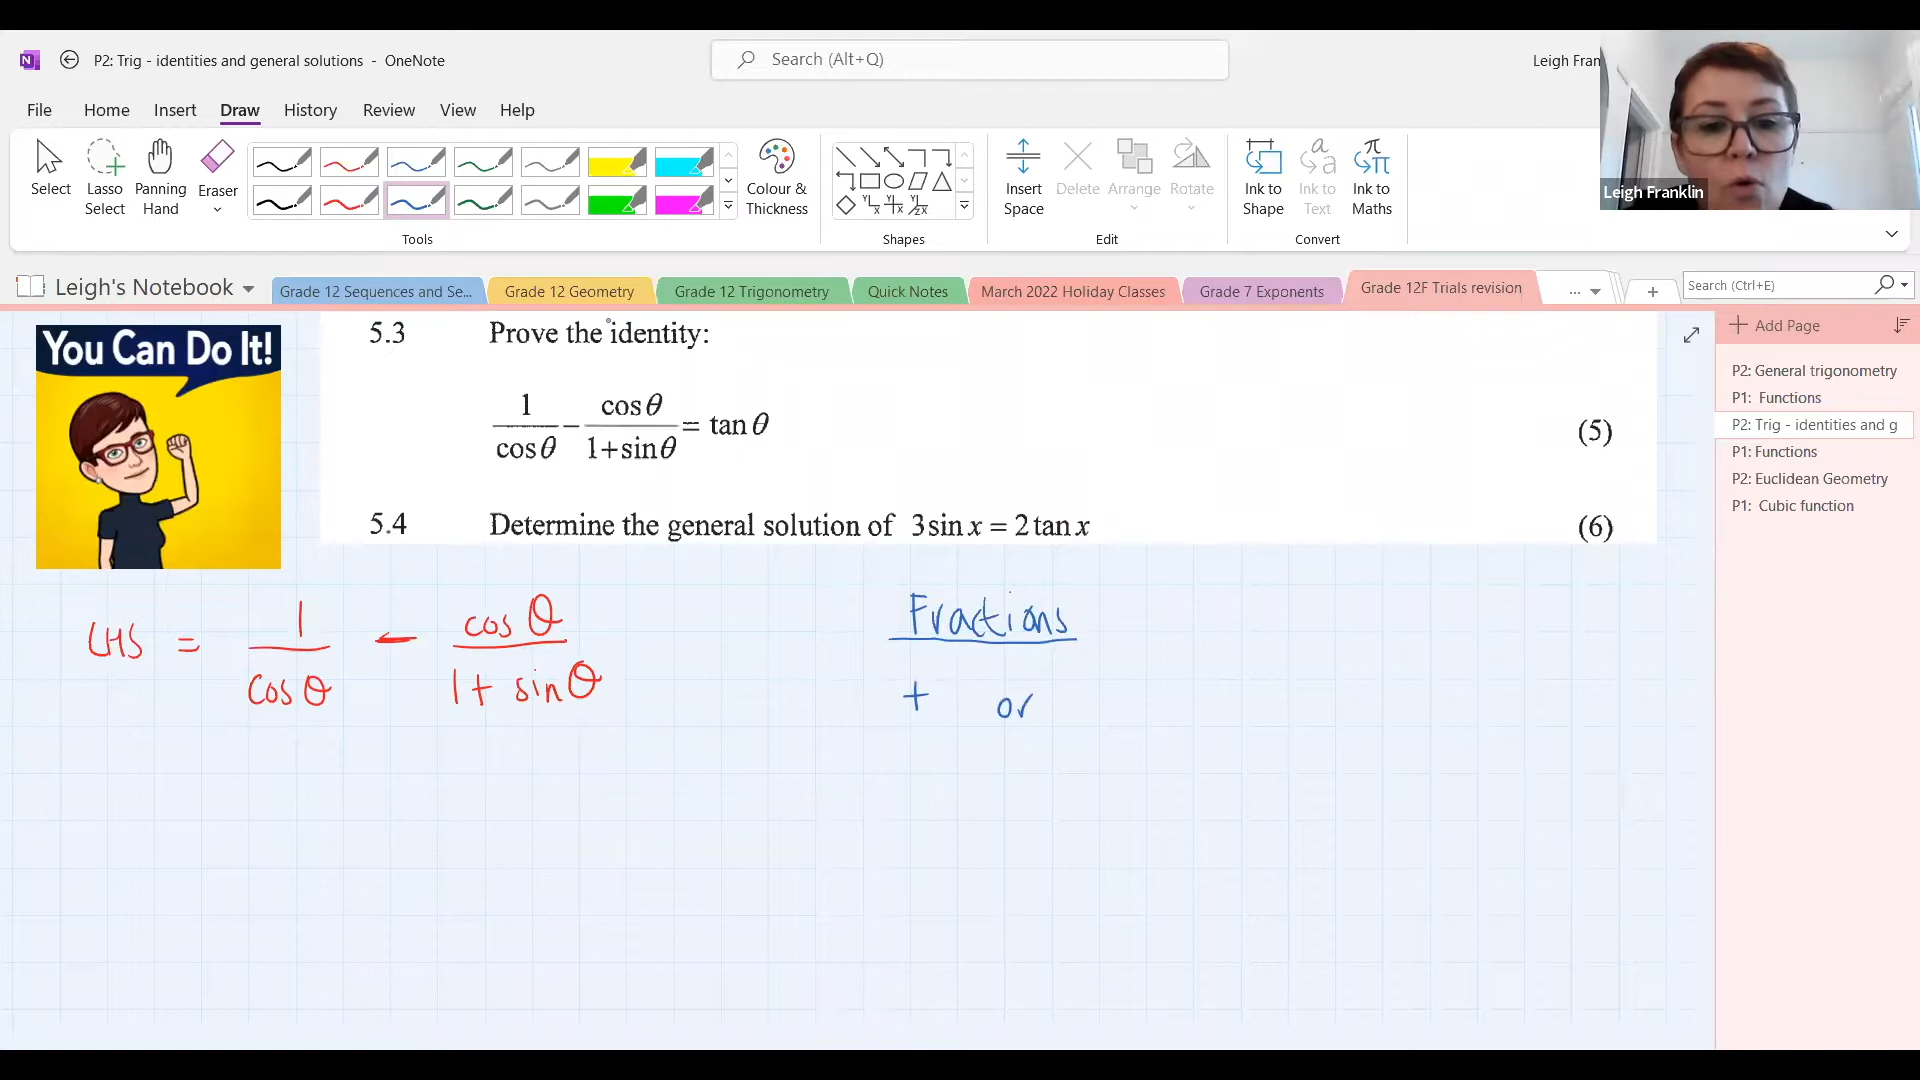 P2: Trig - identities and general solutions - OneNote
Search (Alt+Q)
Leigh Fran
File Home Insert Draw History Review View Help
Select
Lasso Select
Panning Hand
Eraser
Colour & Thickness
Insert Space
Delete
Arrange
Rotate
Ink to Shape
Ink to Text
Ink to Maths
Tools
Shapes
Edit
Convert
Leigh Franklin
Leigh's Notebook
Grade 12 Sequences and Se...
Grade 12 Geometry
Grade 12 Trigonometry
Quick Notes
March 2022 Holiday Classes
Grade 7 Exponents
Grade 12F Trials revision
...
Search (Ctrl+E)
Add Page
P2: General trigonometry
P1: Functions
P2: Trig - identities and g
P1: Functions
P2: Euclidean Geometry
P1: Cubic function
You Can Do It!
5.3 Prove the identity:
1/cosθ − cosθ/1+sinθ = tanθ (5)
5.4 Determine the general solution of 3sin x = 2tan x (6)
LHS = 1/cosθ − cosθ/1+ sinθ
Fractions
+ or